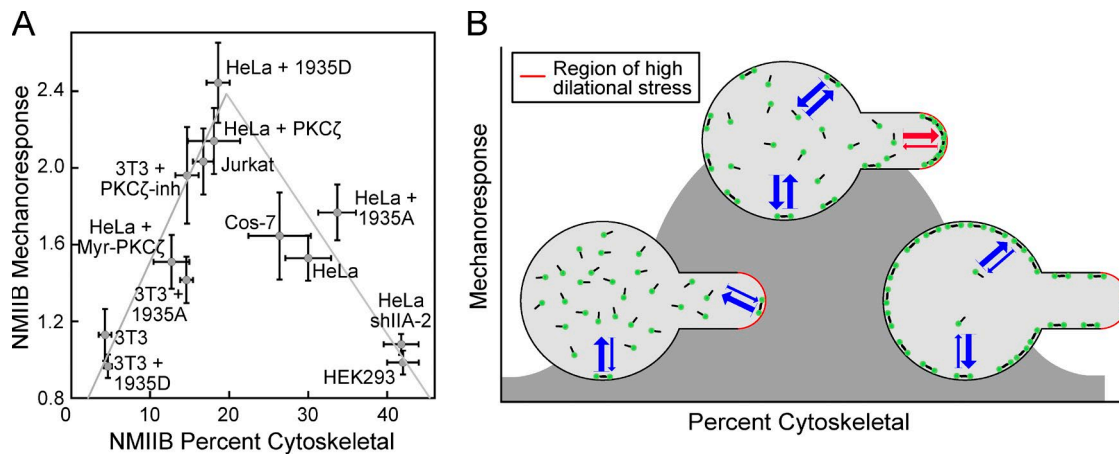 A
NMIIB Mechanoresponse
2.4
2.0
1.6
1.2
0.8
HeLa + 1935D
HeLa + PKCζ
Jurkat
3T3 +
PKCζ-inh
HeLa +
Myr-PKCζ
3T3 +
1935A
Cos-7
HeLa +
1935A
HeLa
HeLa
shIIA-2
HEK293
3T3
3T3 +
1935D
0
10
20
30
40
NMIIB Percent Cytoskeletal
B
Mechanoresponse
Region of high
dilational stress
Percent Cytoskeletal